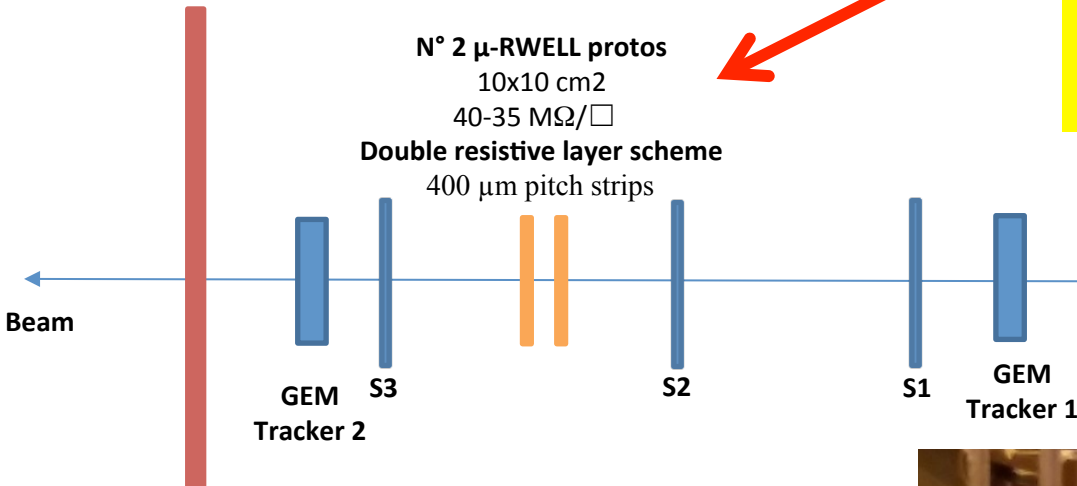 N° 2 µ-RWELL protos
10x10 cm2
40-35 MΩ/□
Double resistive layer scheme
400 µm pitch strips
Beam
GEM
Tracker 2
S3
S2
S1
GEM
Tracker 1